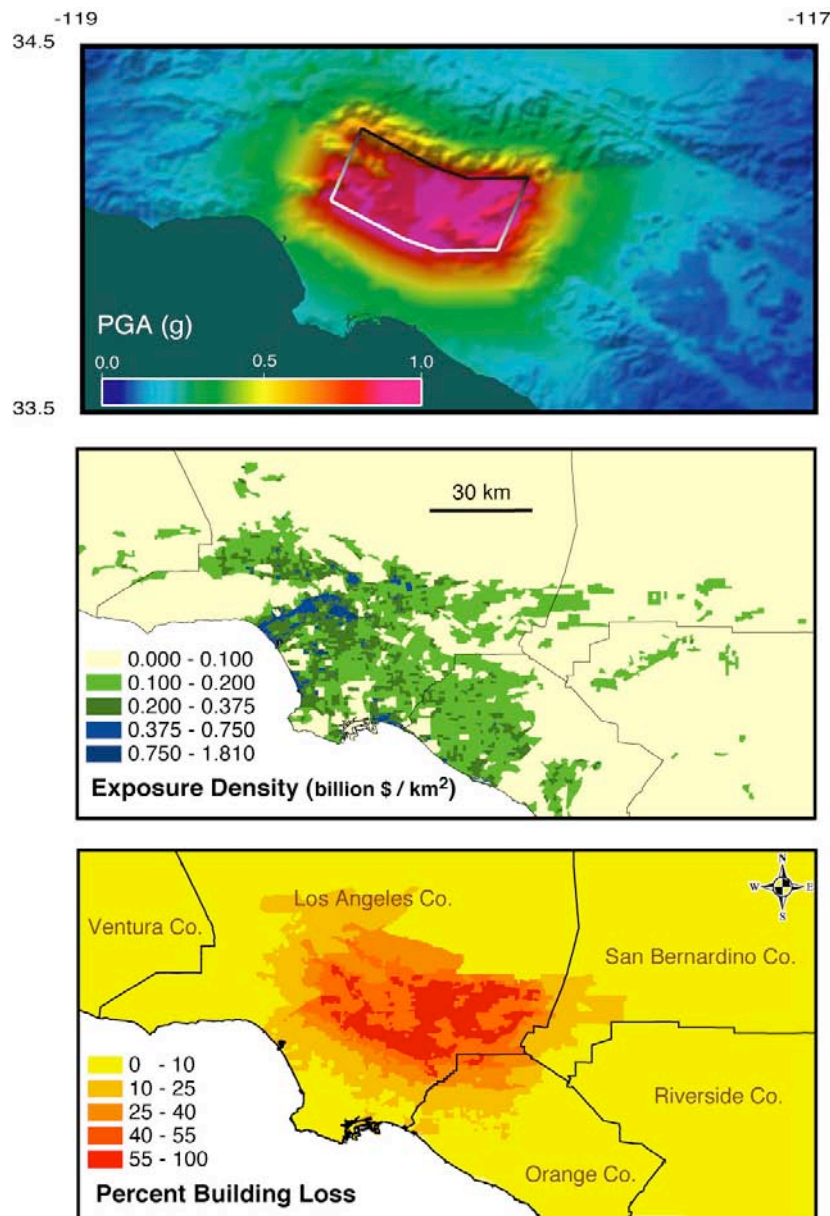 -119 -117
34.5
PGA (g)
0.0 0.5 1.0
33.5
30 km
0.000 - 0.100
0.100 - 0.200
0.200 - 0.375
0.375 - 0.750
0.750 - 1.810
Exposure Density (billion $ / km²)
N
W E
S
Los Angeles Co.
Ventura Co.
San Bernardino Co.
0 - 10
10 - 25
25 - 40
40 - 55
55 - 100
Riverside Co.
Orange Co.
Percent Building Loss